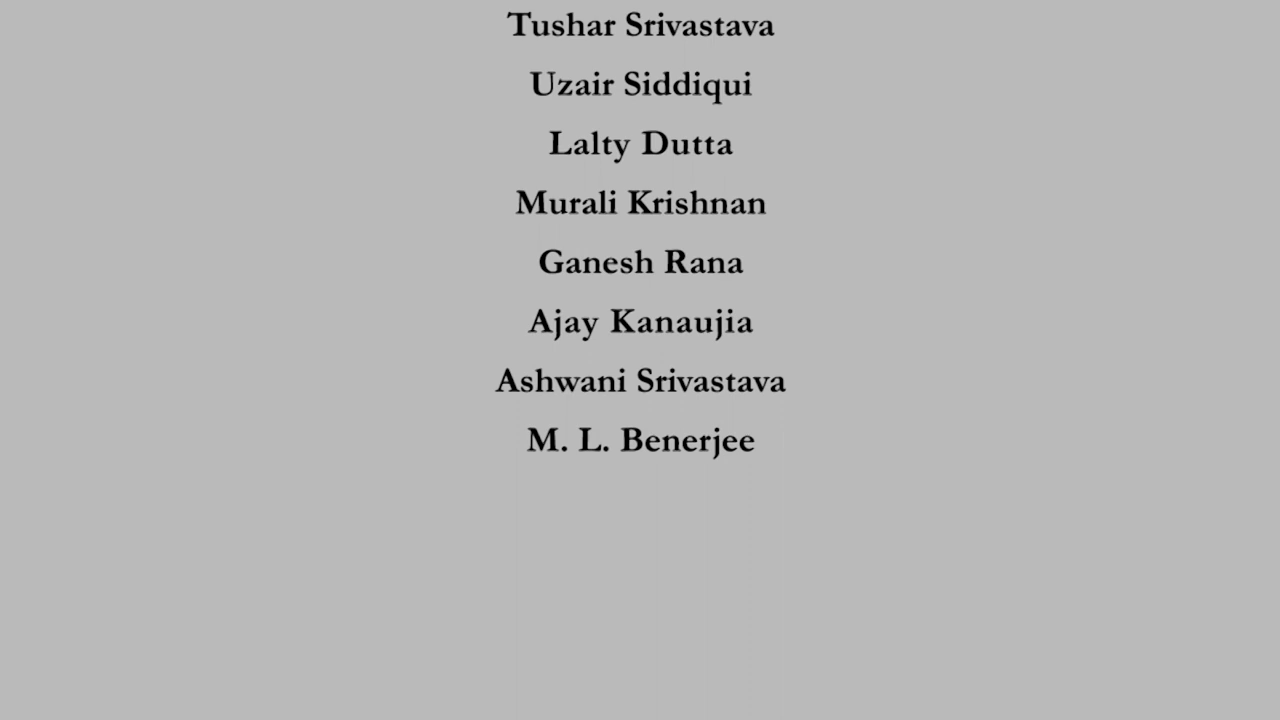 Tushar Srivastava
Uzair Siddiqui
Lalty Dutta
Murali Krishnan
Ganesh Rana
Ajay Kanaujia
Ashwani Srivastava
M. L. Benerjee